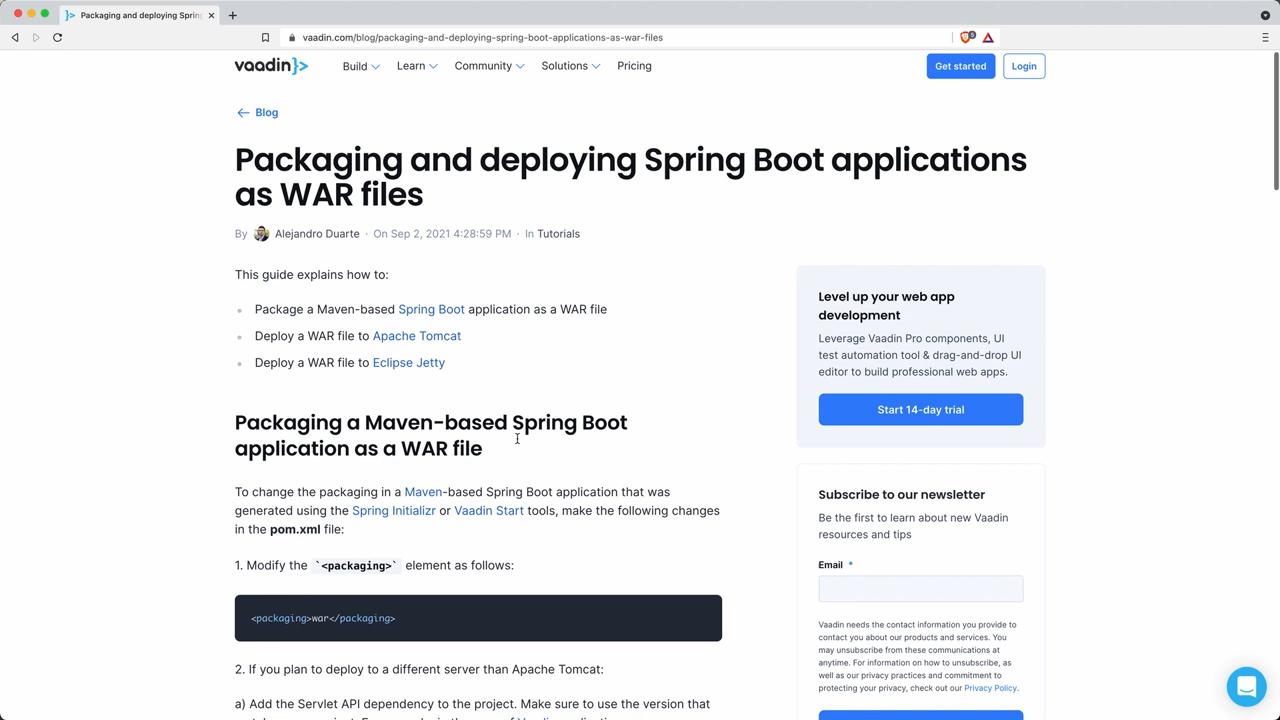 Packaging and deploying Sprin
vaadin.com/blog/packaging-and-deploying-spring-boot-applications-as-war-files
5
vaadin}>
Build
Learn
Community
Solutions
Pricing
Get started
Login
← Blog
Packaging and deploying Spring Boot applications
as WAR files
By Alejandro Duarte · On Sep 2, 2021 4:28:59 PM · In Tutorials
This guide explains how to:
Package a Maven-based Spring Boot application as a WAR file
Deploy a WAR file to Apache Tomcat
Deploy a WAR file to Eclipse Jetty
Packaging a Maven-based Spring Boot
application as a WAR file
To change the packaging in a Maven-based Spring Boot application that was
generated using the Spring Initializr or Vaadin Start tools, make the following changes
in the pom.xml file:
1. Modify the `<packaging>` element as follows:
<packaging>war</packaging>
2. If you plan to deploy to a different server than Apache Tomcat:
a) Add the Servlet API dependency to the project. Make sure to use the version that
Level up your web app
development
Leverage Vaadin Pro components, UI
test automation tool & drag-and-drop UI
editor to build professional web apps.
Start 14-day trial
Subscribe to our newsletter
Be the first to learn about new Vaadin
resources and tips
Email *
Vaadin needs the contact information you provide to
contact you about our products and services. You
may unsubscribe from these communications at
anytime. For information on how to unsubscribe, as
well as our privacy practices and commitment to
protecting your privacy, check out our Privacy Policy.